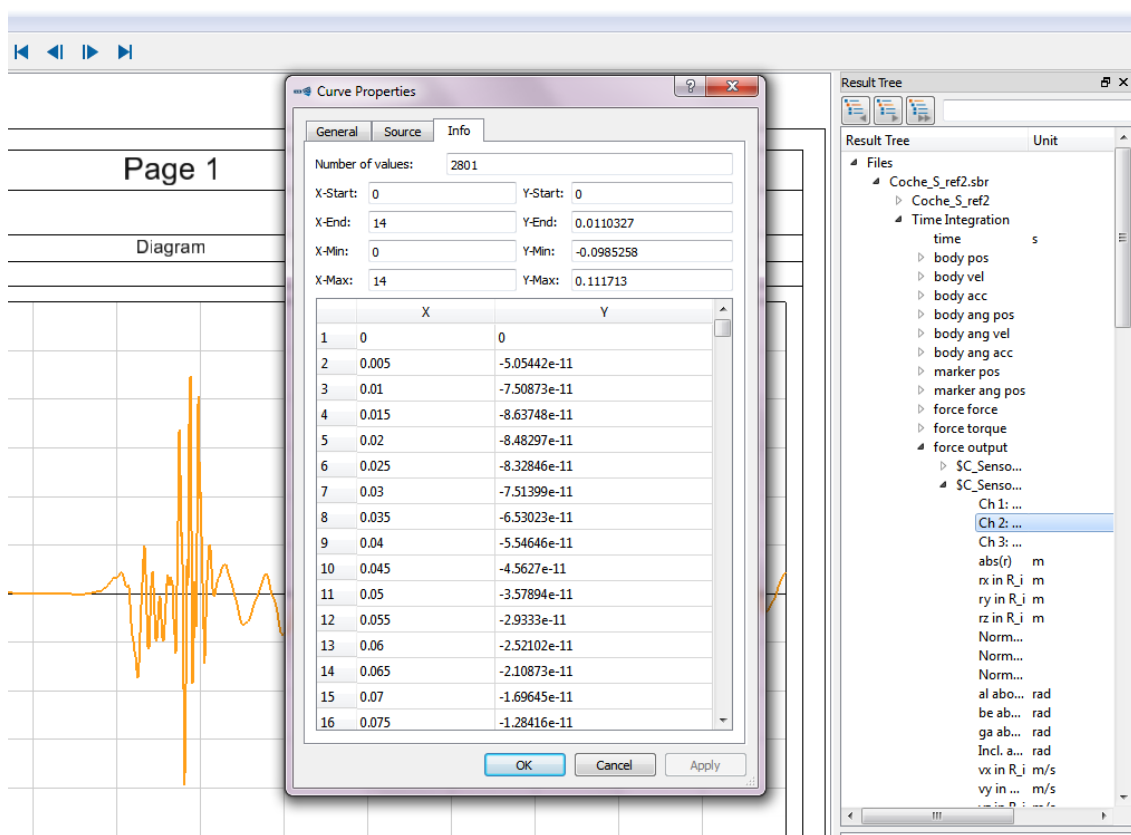 Page 1
Diagram
Curve Properties
General Source Info
Number of values: 2801
X-Start: 0 Y-Start: 0
X-End: 14 Y-End: 0.0110327
X-Min: 0 Y-Min: -0.0985258
X-Max: 14 Y-Max: 0.111713
X Y
1 0 0
2 0.005 -5.05442e-11
3 0.01 -7.50873e-11
4 0.015 -8.63748e-11
5 0.02 -8.48297e-11
6 0.025 -8.32846e-11
7 0.03 -7.51399e-11
8 0.035 -6.53023e-11
9 0.04 -5.54646e-11
10 0.045 -4.5627e-11
11 0.05 -3.57894e-11
12 0.055 -2.9333e-11
13 0.06 -2.52102e-11
14 0.065 -2.10873e-11
15 0.07 -1.69645e-11
16 0.075 -1.28416e-11
OK Cancel Apply
Result Tree
Result Tree Unit
Files
Coche_S_ref2.sbr
Coche_S_ref2
Time Integration
time s
body pos
body vel
body acc
body ang pos
body ang vel
body ang acc
marker pos
marker ang pos
force force
force torque
force output
$C_Senso...
$C_Senso...
Ch 1: ...
Ch 2: ...
Ch 3: ...
abs(r) m
rx in R_i m
ry in R_i m
rz in R_i m
Norm...
Norm...
Norm...
al abo... rad
be ab... rad
ga ab... rad
Incl. a... rad
vx in R_i m/s
vy in ... m/s